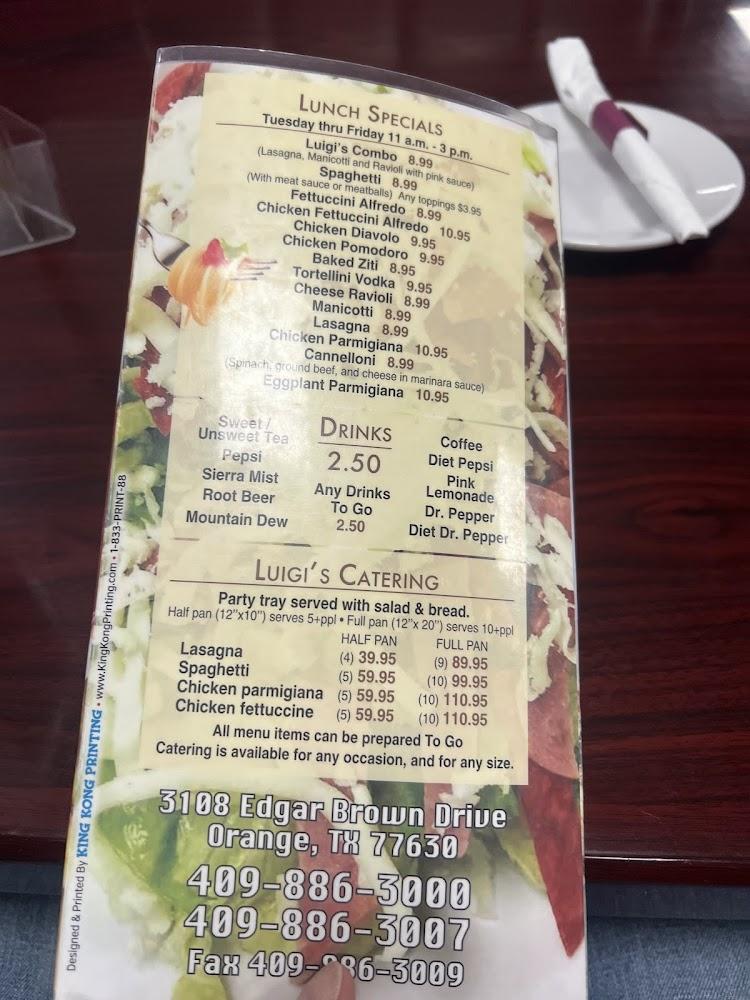 LUNCH SPECIALS
Tuesday thru Friday 11 a.m. - 3 p.m.
Luigi's Combo 8.99
(Lasagna, Manicotti and Ravioli with pink sauce)
Spaghetti 8.99
(With meat sauce or meatballs) Any toppings $3.95
Fettuccini Alfredo 8.99
Chicken Fettuccini Alfredo 10.95
Chicken Diavolo 9.95
Chicken Pomodoro 9.95
Baked Ziti 8.95
Tortellini Vodka 9.95
Cheese Ravioli 8.99
Manicotti 8.99
Lasagna 8.99
Chicken Parmigiana 10.95
Cannelloni 8.99
(Spinach, ground beef, and cheese in marinara sauce)
Eggplant Parmigiana 10.95
DRINKS
2.50
Any Drinks
To Go
2.50
Sweet /
Unsweet Tea
Pepsi
Sierra Mist
Root Beer
Mountain Dew
Coffee
Diet Pepsi
Pink
Lemonade
Dr. Pepper
Diet Dr. Pepper
LUIGI'S CATERING
Party tray served with salad & bread.
Half pan (12"x10") serves 5+ppl • Full pan (12"x 20") serves 10+ppl
HALF PAN FULL PAN
Lasagna (4) 39.95 (9) 89.95
Spaghetti (5) 59.95 (10) 99.95
Chicken parmigiana (5) 59.95 (10) 110.95
Chicken fettuccine (5) 59.95 (10) 110.95
All menu items can be prepared To Go
Catering is available for any occasion, and for any size.
3108 Edgar Brown Drive
Orange, TX 77630
409-886-3000
409-886-3007
Fax 409-886-3009
Designed & Printed By KING KONG PRINTING • www.KingKongPrinting.com • 1-833-PRINT-88